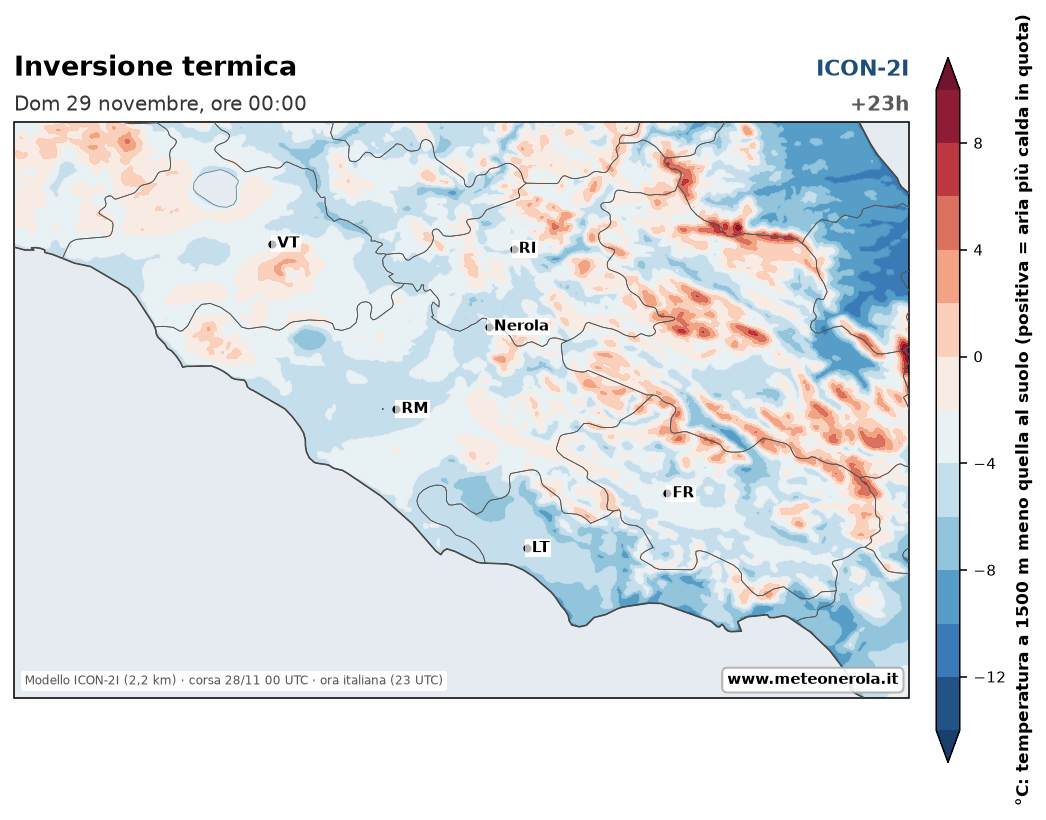 Inversione termica
ICON-2I
Dom 29 novembre, ore 00:00
+23h
VT
RI
Nerola
RM
FR
LT
Modello ICON-2I (2,2 km) · corsa 28/11 00 UTC · ora italiana (23 UTC)
www.meteonerola.it
8
4
0
−4
−8
−12
°C: temperatura a 1500 m meno quella al suolo (positiva = aria più calda in quota)